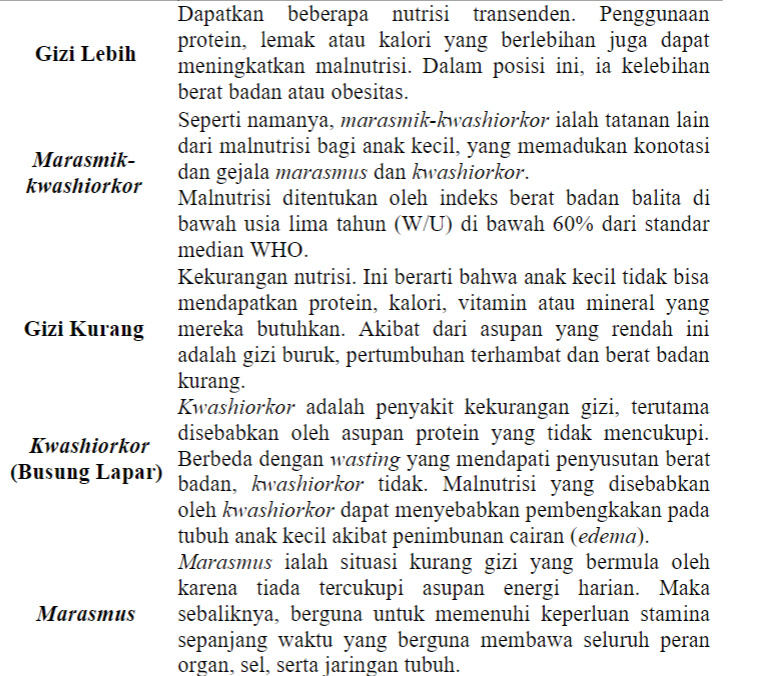 Gizi Lebih
Dapatkan beberapa nutrisi transenden. Penggunaan
protein, lemak atau kalori yang berlebihan juga dapat
meningkatkan malnutrisi. Dalam posisi ini, ia kelebihan
berat badan atau obesitas.
Marasmik-
kwashiorkor
Seperti namanya, marasmik-kwashiorkor ialah tatanan lain
dari malnutrisi bagi anak kecil, yang memadukan konotasi
dan gejala marasmus dan kwashiorkor.
Malnutrisi ditentukan oleh indeks berat badan balita di
bawah usia lima tahun (W/U) di bawah 60% dari standar
median WHO.
Gizi Kurang
Kekurangan nutrisi. Ini berarti bahwa anak kecil tidak bisa
mendapatkan protein, kalori, vitamin atau mineral yang
mereka butuhkan. Akibat dari asupan yang rendah ini
adalah gizi buruk, pertumbuhan terhambat dan berat badan
kurang.
Kwashiorkor
(Busung Lapar)
Kwashiorkor adalah penyakit kekurangan gizi, terutama
disebabkan oleh asupan protein yang tidak mencukupi.
Berbeda dengan wasting yang mendapati penyusutan berat
badan, kwashiorkor tidak. Malnutrisi yang disebabkan
oleh kwashiorkor dapat menyebabkan pembengkakan pada
tubuh anak kecil akibat penimbunan cairan (edema).
Marasmus
Marasmus ialah situasi kurang gizi yang bermula oleh
karena tiada tercukupi asupan energi harian. Maka
sebaliknya, berguna untuk memenuhi keperluan stamina
sepanjang waktu yang berguna membawa seluruh peran
organ, sel, serta jaringan tubuh.